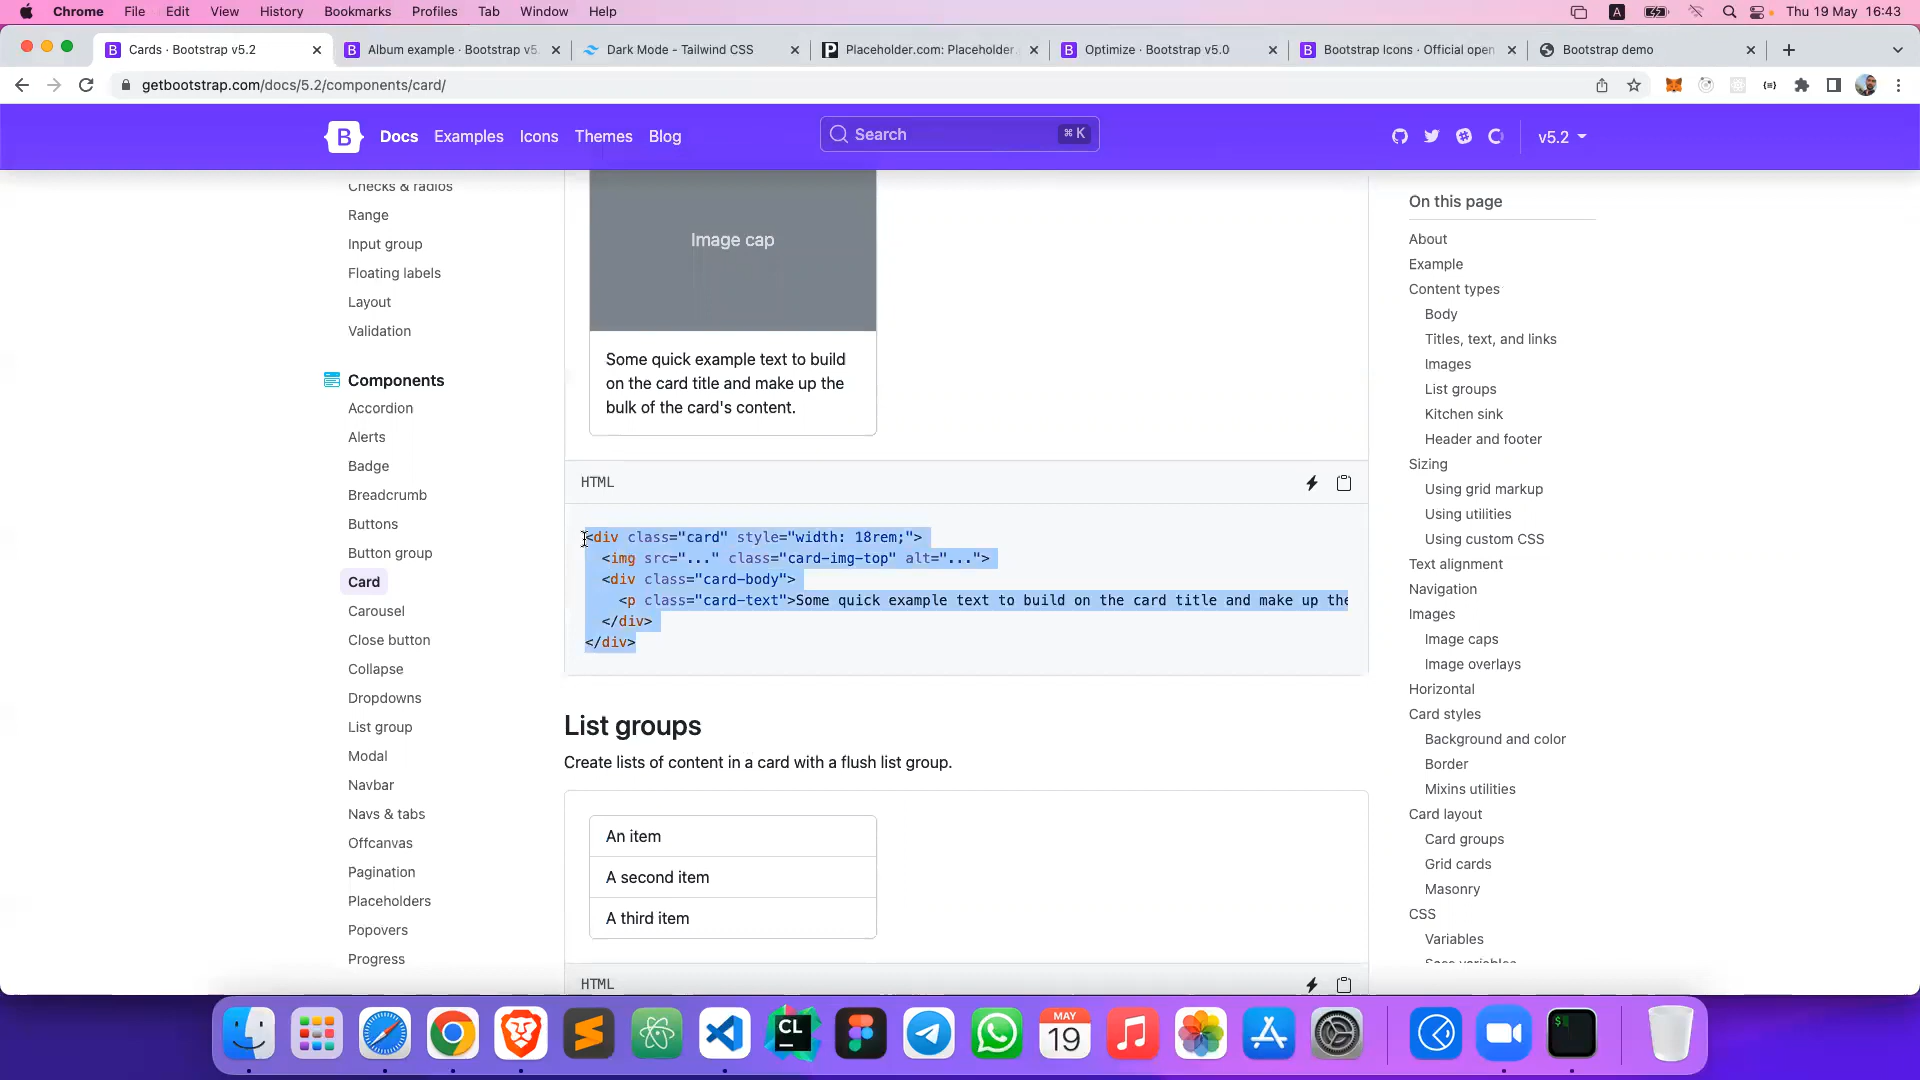 Chrome File Edit View History Bookmarks Profiles Tab Window Help
A Thu 19 May 16:43
Cards · Bootstrap v5.2
Album example · Bootstrap v5.
Dark Mode - Tailwind CSS
Placeholder.com: Placeholder
Optimize · Bootstrap v5.0
Bootstrap Icons · Official open
Bootstrap demo
getbootstrap.com/docs/5.2/components/card/
B Docs Examples Icons Themes Blog
Search ⌘ K
v5.2
Checks & radios
Range
Input group
Floating labels
Layout
Validation
Components
Accordion
Alerts
Badge
Breadcrumb
Buttons
Button group
Card
Carousel
Close button
Collapse
Dropdowns
List group
Modal
Navbar
Navs & tabs
Offcanvas
Pagination
Placeholders
Popovers
Progress
Image cap
Some quick example text to build
on the card title and make up the
bulk of the card's content.
HTML
<div class="card" style="width: 18rem;">
<img src="..." class="card-img-top" alt="...">
<div class="card-body">
<p class="card-text">Some quick example text to build on the card title and make up the
</div>
</div>
List groups
Create lists of content in a card with a flush list group.
An item
A second item
A third item
HTML
On this page
About
Example
Content types
Body
Titles, text, and links
Images
List groups
Kitchen sink
Header and footer
Sizing
Using grid markup
Using utilities
Using custom CSS
Text alignment
Navigation
Images
Image caps
Image overlays
Horizontal
Card styles
Background and color
Border
Mixins utilities
Card layout
Card groups
Grid cards
Masonry
CSS
Variables
Sass variables
CL
MAY
19
$